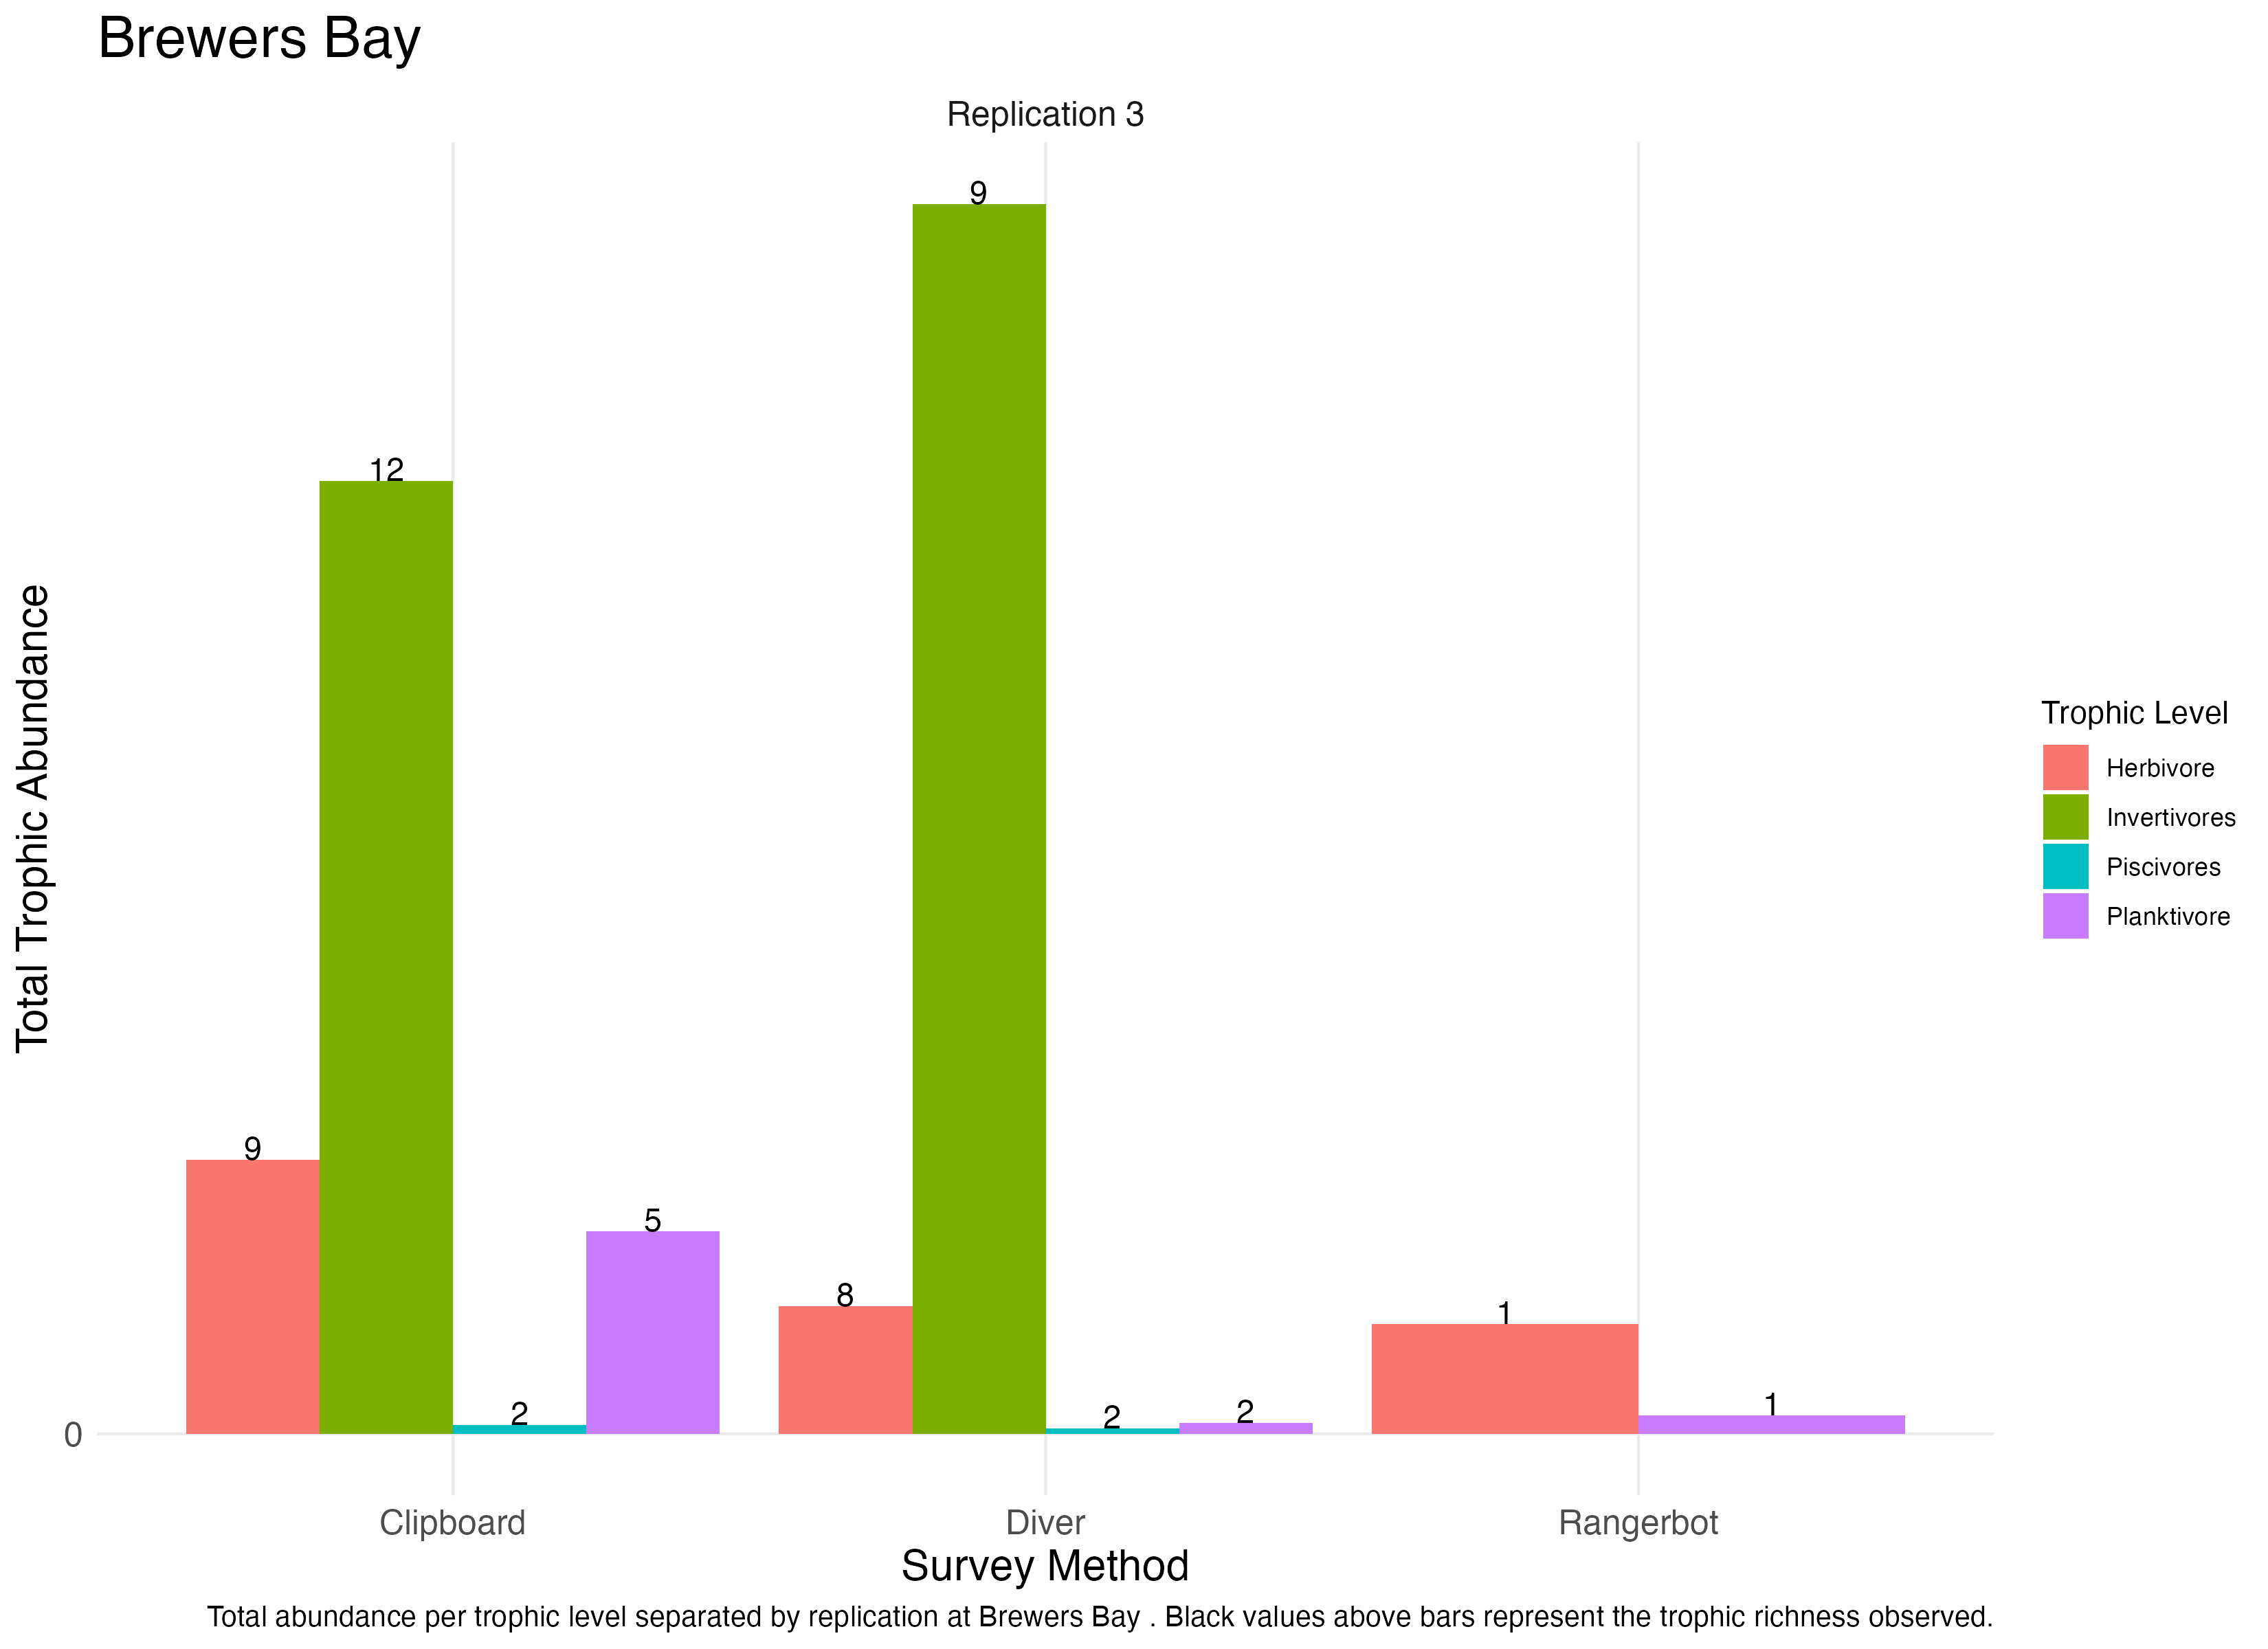 Brewers Bay
Replication 3
Total Trophic Abundance
9
12
2
5
8
9
2
2
1
1
0
Clipboard
Diver
Rangerbot
Survey Method
Trophic Level
Herbivore
Invertivores
Piscivores
Planktivore
Total abundance per trophic level separated by replication at Brewers Bay . Black values above bars represent the trophic richness observed.